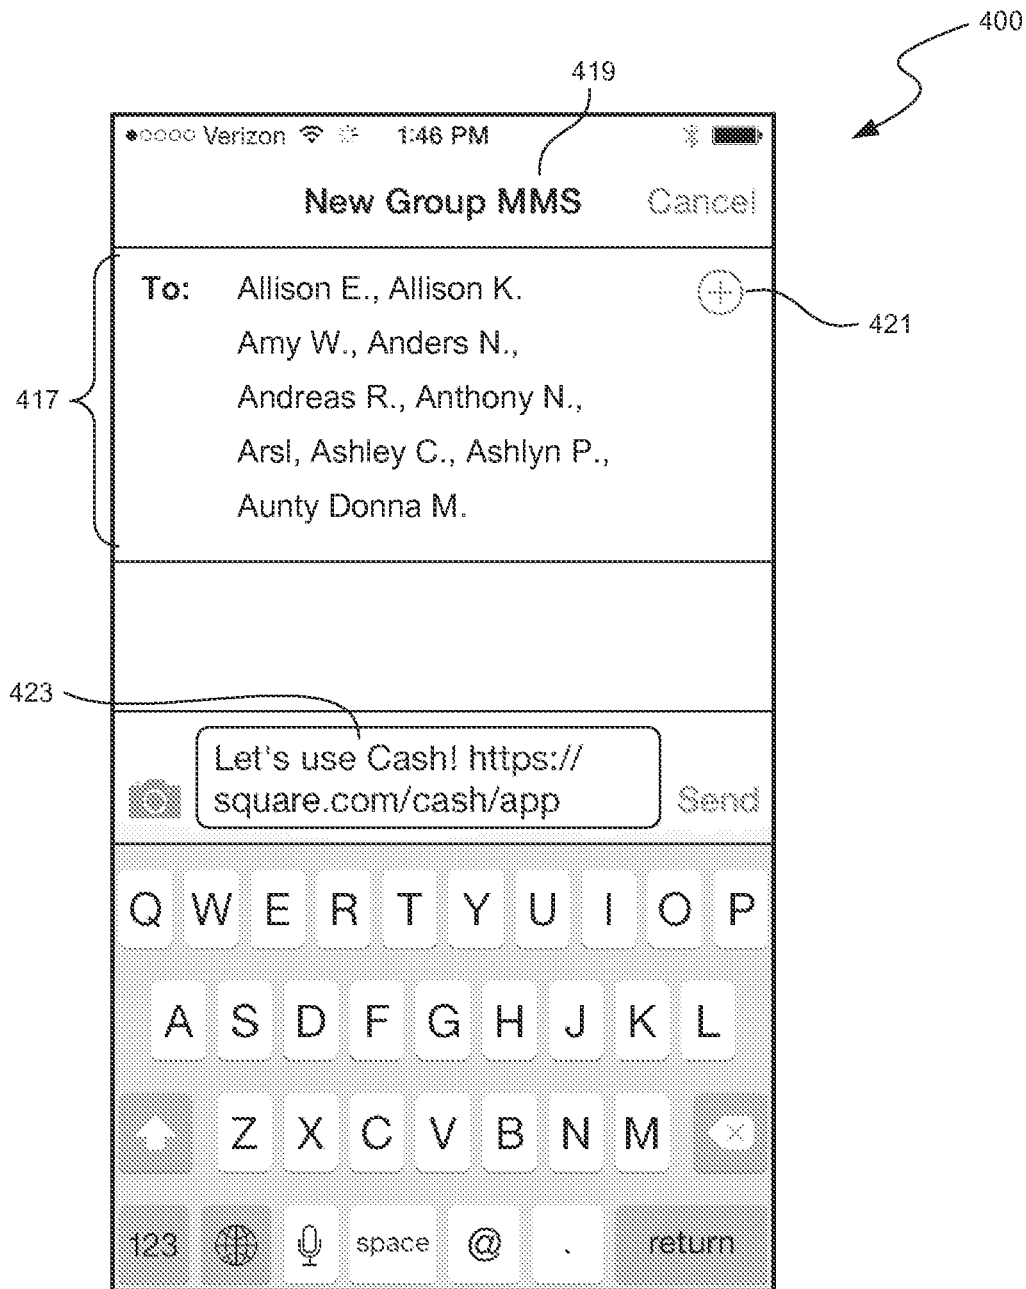 400
419
Verizon 1:46 PM
New Group MMS Cancel
To: Allison E., Allison K.
421
Amy W., Anders N.,
417
Andreas R., Anthony N.,
Arsl, Ashley C., Ashlyn P.,
Aunty Donna M.
423
Let's use Cash! https://
square.com/cash/app
Send
Q W E R T Y U I O P
A S D F G H J K L
Z X C V B N M
123 space @ . return